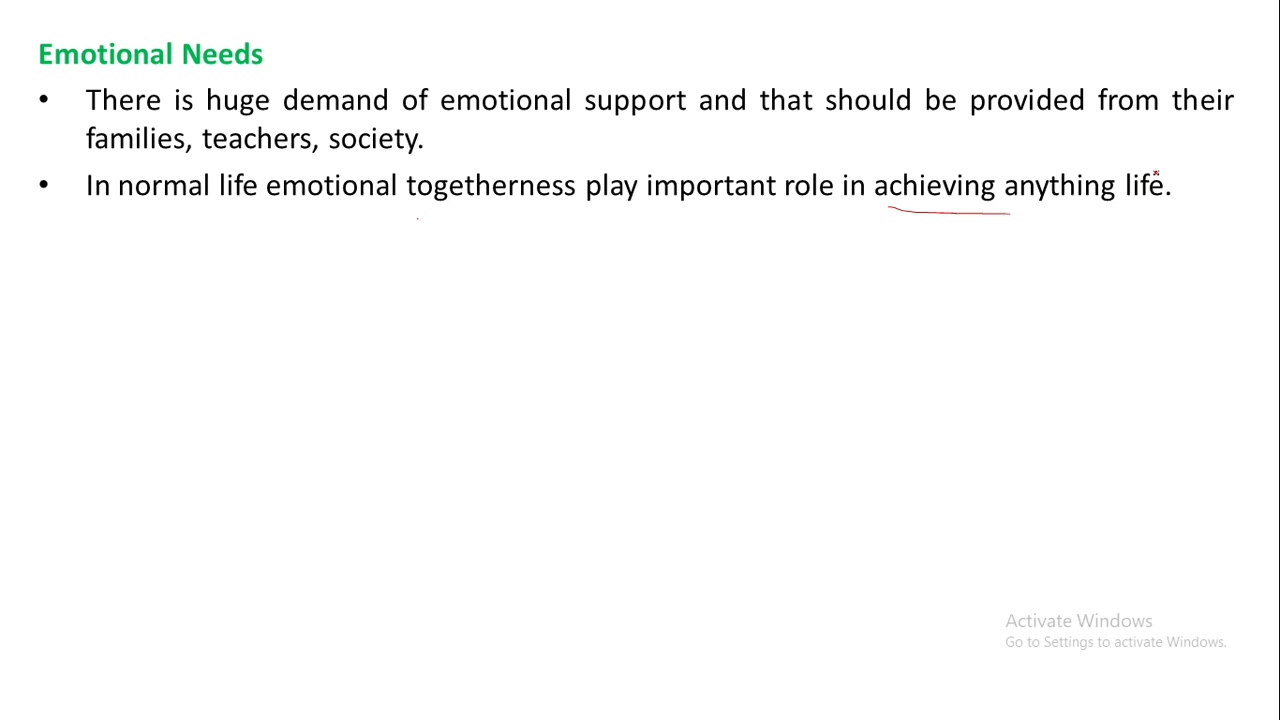 Emotional Needs
• There is huge demand of emotional support and that should be provided from their
families, teachers, society.
• In normal life emotional togetherness play important role in achieving anything life.
Activate Windows
Go to Settings to activate Windows.